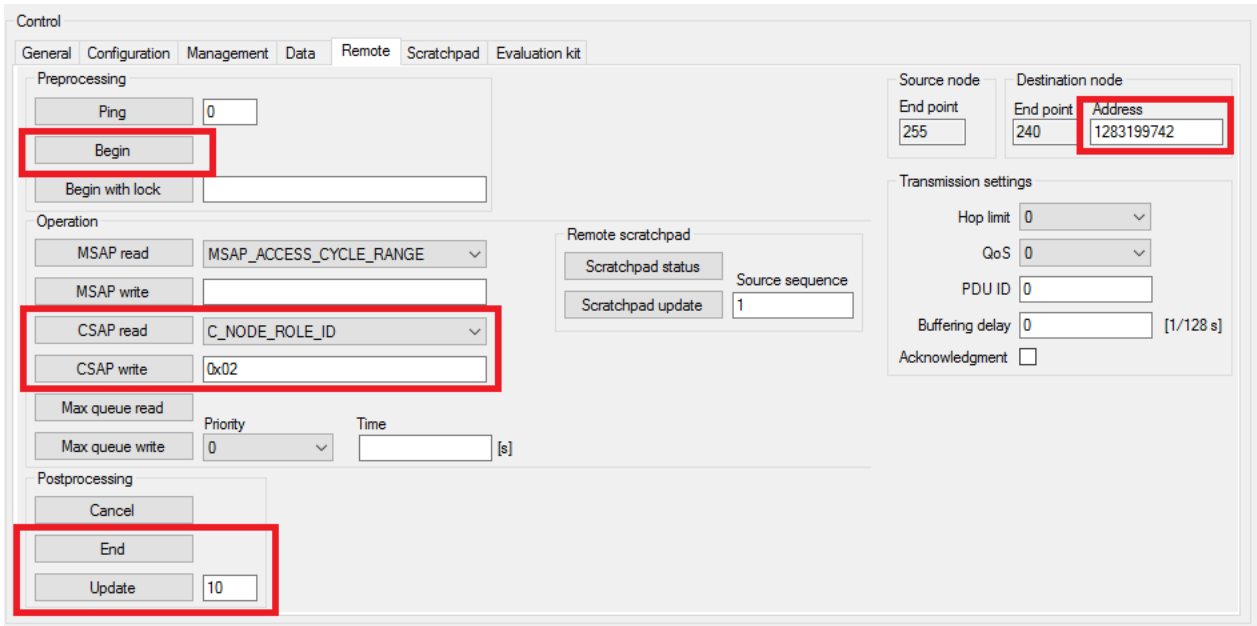 Control
General Configuration Management Data Remote Scratchpad Evaluation kit
Preprocessing
Ping 0
Begin
Begin with lock
Operation
MSAP read MSAP_ACCESS_CYCLE_RANGE
MSAP write
CSAP read C_NODE_ROLE_ID
CSAP write 0x02
Max queue read
Priority Time
Max queue write 0 [s]
Remote scratchpad
Scratchpad status
Source sequence
Scratchpad update 1
Postprocessing
Cancel
End
Update 10
Source node
End point
255
Destination node
End point Address
240 1283199742
Transmission settings
Hop limit 0
QoS 0
PDU ID 0
Buffering delay 0 [1/128 s]
Acknowledgment